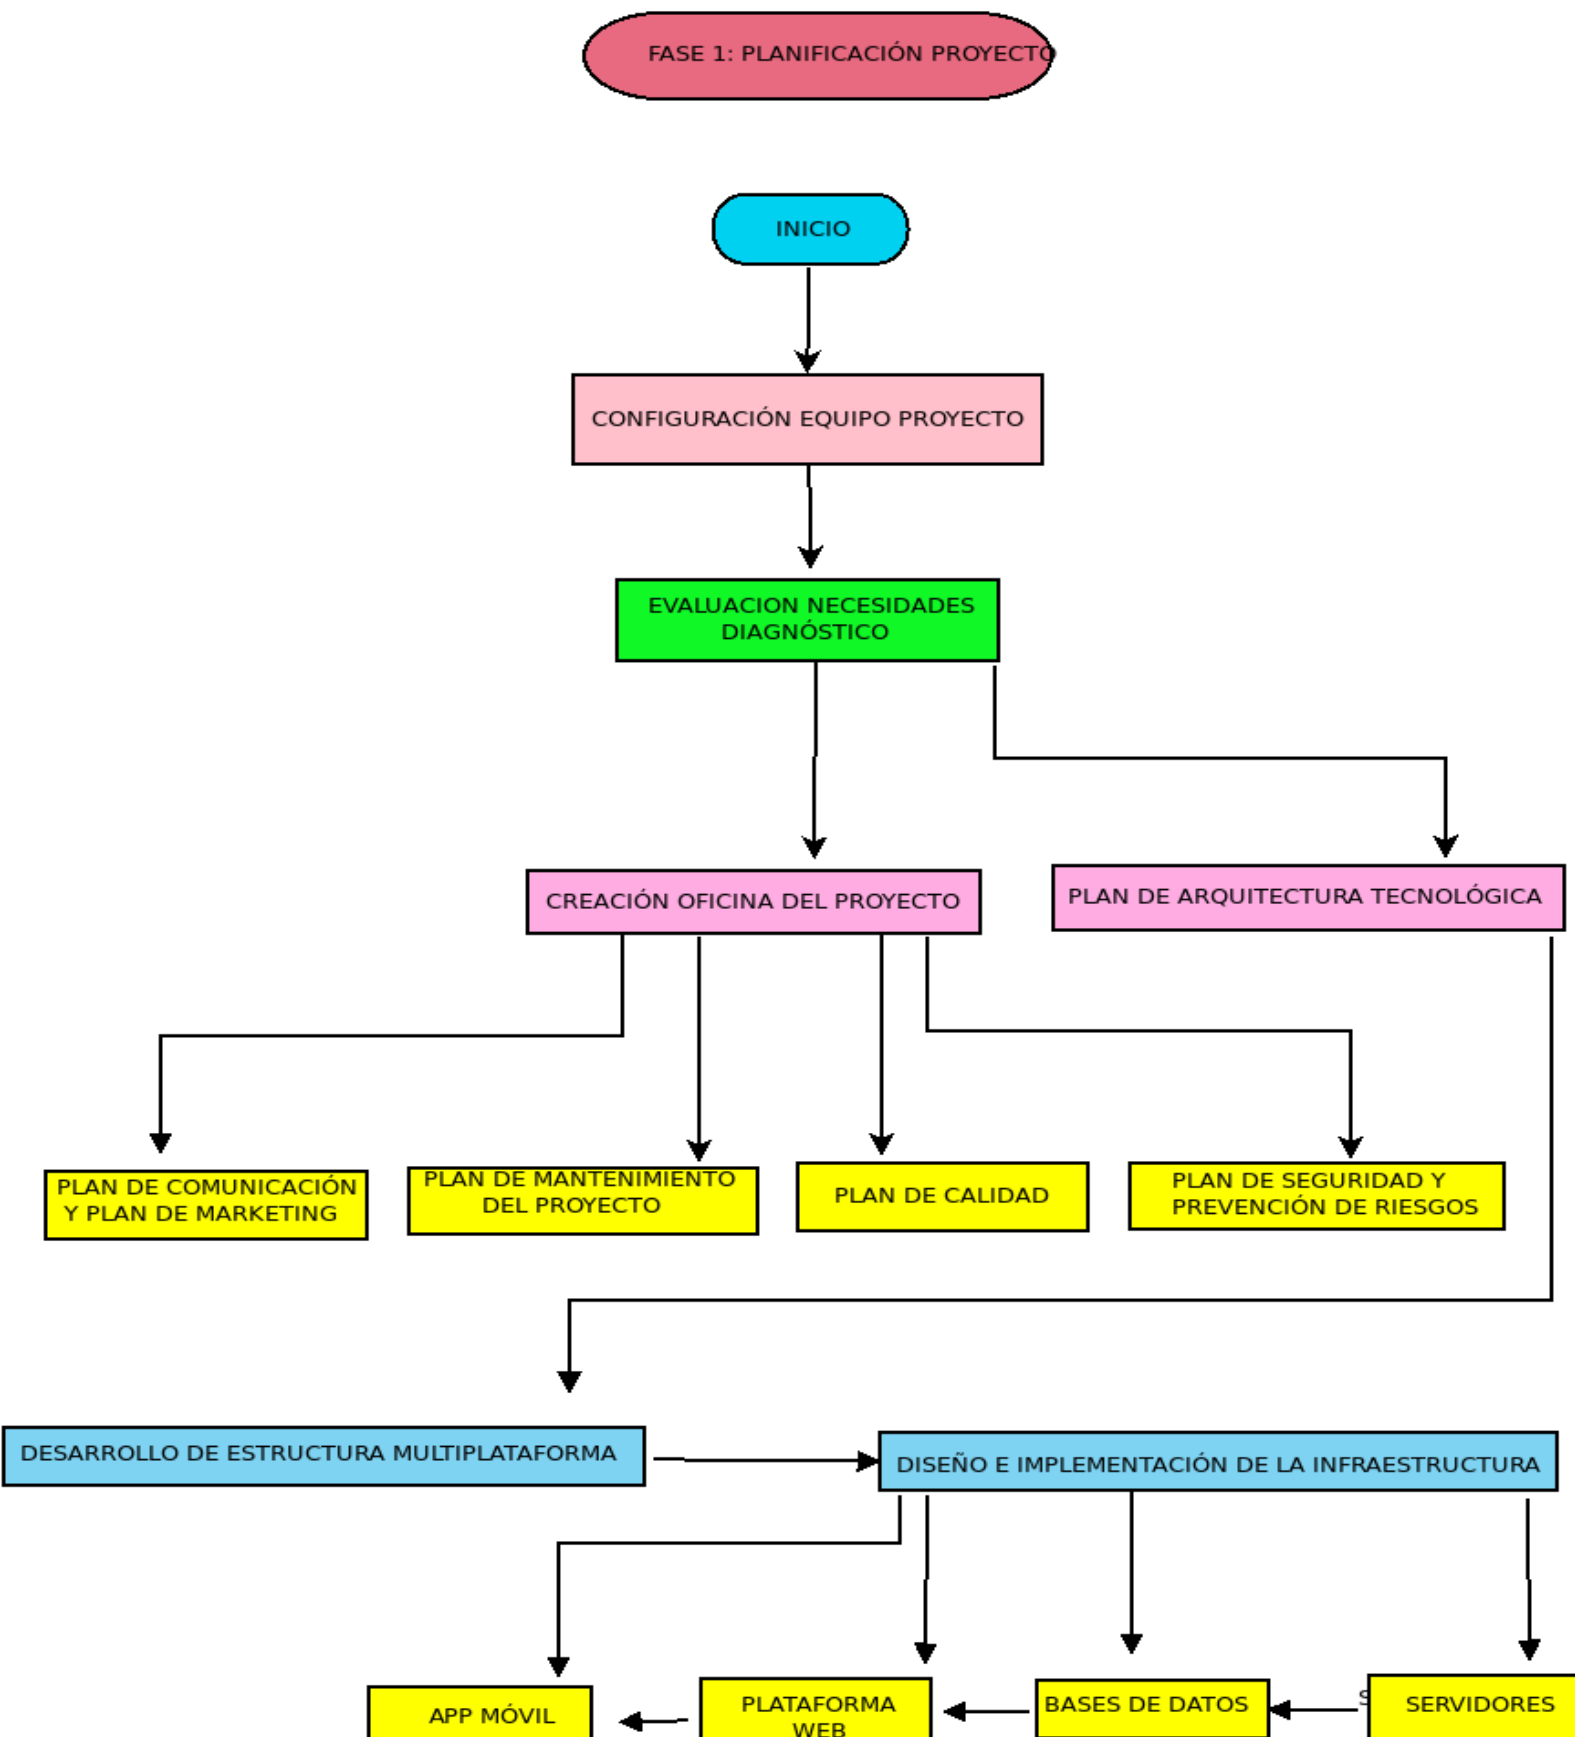 FASE 1: PLANIFICACIÓN PROYECTO
INICIO
CONFIGURACIÓN EQUIPO PROYECTO
EVALUACION NECESIDADES
DIAGNÓSTICO
CREACIÓN OFICINA DEL PROYECTO
PLAN DE ARQUITECTURA TECNOLÓGICA
PLAN DE COMUNICACIÓN
Y PLAN DE MARKETING
PLAN DE MANTENIMIENTO
DEL PROYECTO
PLAN DE CALIDAD
PLAN DE SEGURIDAD Y
PREVENCIÓN DE RIESGOS
DESARROLLO DE ESTRUCTURA MULTIPLATAFORMA
DISEÑO E IMPLEMENTACIÓN DE LA INFRAESTRUCTURA
APP MÓVIL
PLATAFORMA
WEB
BASES DE DATOS
SERVIDORES